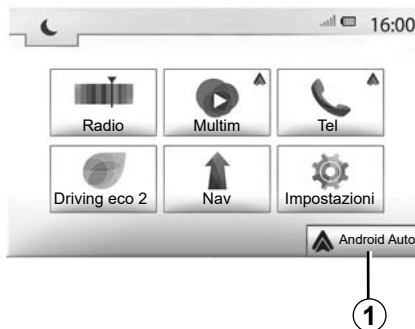 16:00
Radio Multim Tel
Driving eco 2 Nav Impostazioni
Android Auto
1